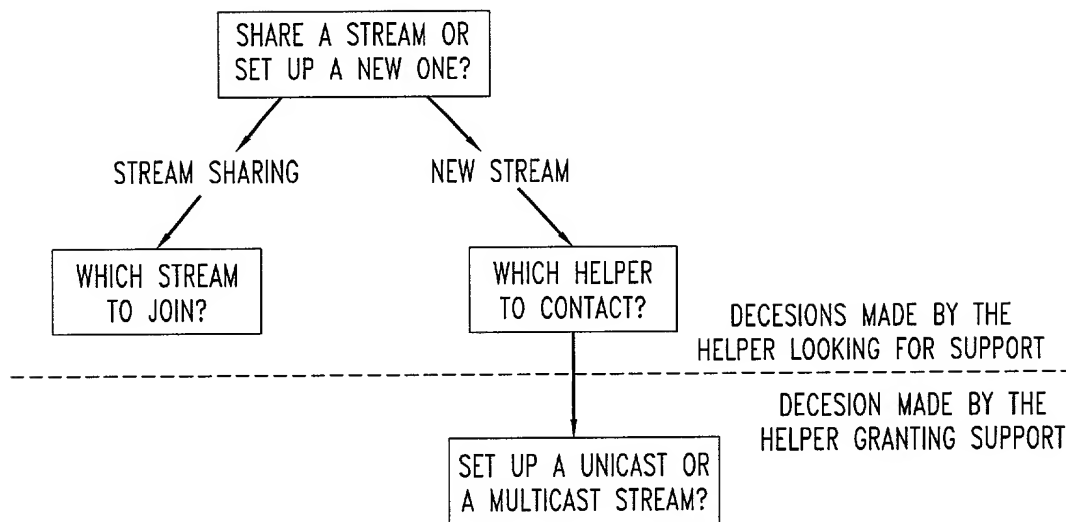 SHARE A STREAM OR
SET UP A NEW ONE?
STREAM SHARING
NEW STREAM
WHICH STREAM
TO JOIN?
WHICH HELPER
TO CONTACT?
DECESIONS MADE BY THE
HELPER LOOKING FOR SUPPORT
DECESION MADE BY THE
HELPER GRANTING SUPPORT
SET UP A UNICAST OR
A MULTICAST STREAM?